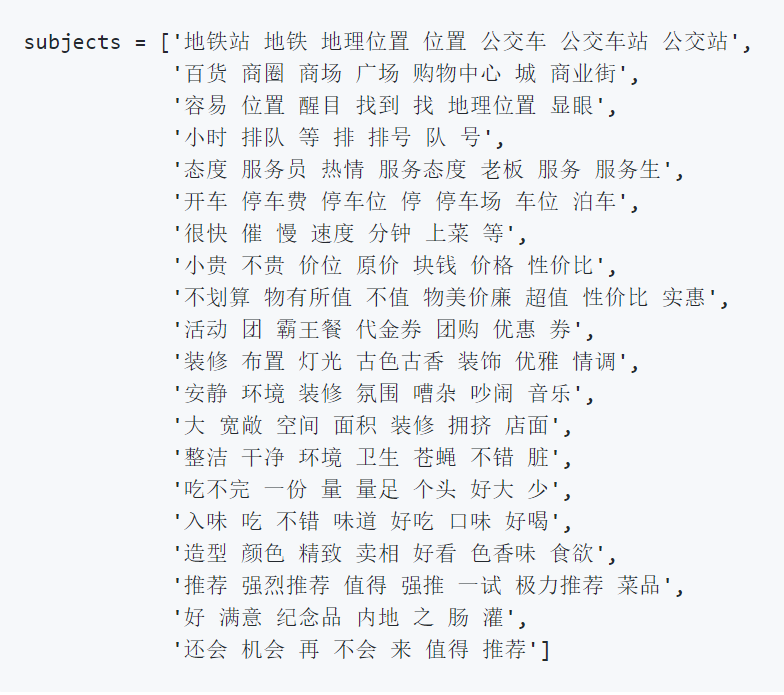 subjects = ['地铁站 地铁 地理位置 位置 公交车 公交车站 公交站',
'百货 商圈 商场 广场 购物中心 城 商业街',
'容易 位置 醒目 找到 找 地理位置 显眼',
'小时 排队 等 排 排号 队 号',
'态度 服务员 热情 服务态度 老板 服务 服务生',
'开车 停车费 停车位 停 停车场 车位 泊车',
'很快 催 慢 速度 分钟 上菜 等',
'小贵 不贵 价位 原价 块钱 价格 性价比',
'不划算 物有所值 不值 物美价廉 超值 性价比 实惠',
'活动 团 霸王餐 代金券 团购 优惠 券',
'装修 布置 灯光 古色古香 装饰 优雅 情调',
'安静 环境 装修 氛围 嘈杂 吵闹 音乐',
'大 宽敞 空间 面积 装修 拥挤 店面',
'整洁 干净 环境 卫生 苍蝇 不错 脏',
'吃不完 一份 量 量足 个头 好大 少',
'入味 吃 不错 味道 好吃 口味 好喝',
'造型 颜色 精致 卖相 好看 色香味 食欲',
'推荐 强烈推荐 值得 强推 一试 极力推荐 菜品',
'好 满意 纪念品 内地 之 肠 灌',
'还会 机会 再 不会 来 值得 推荐']